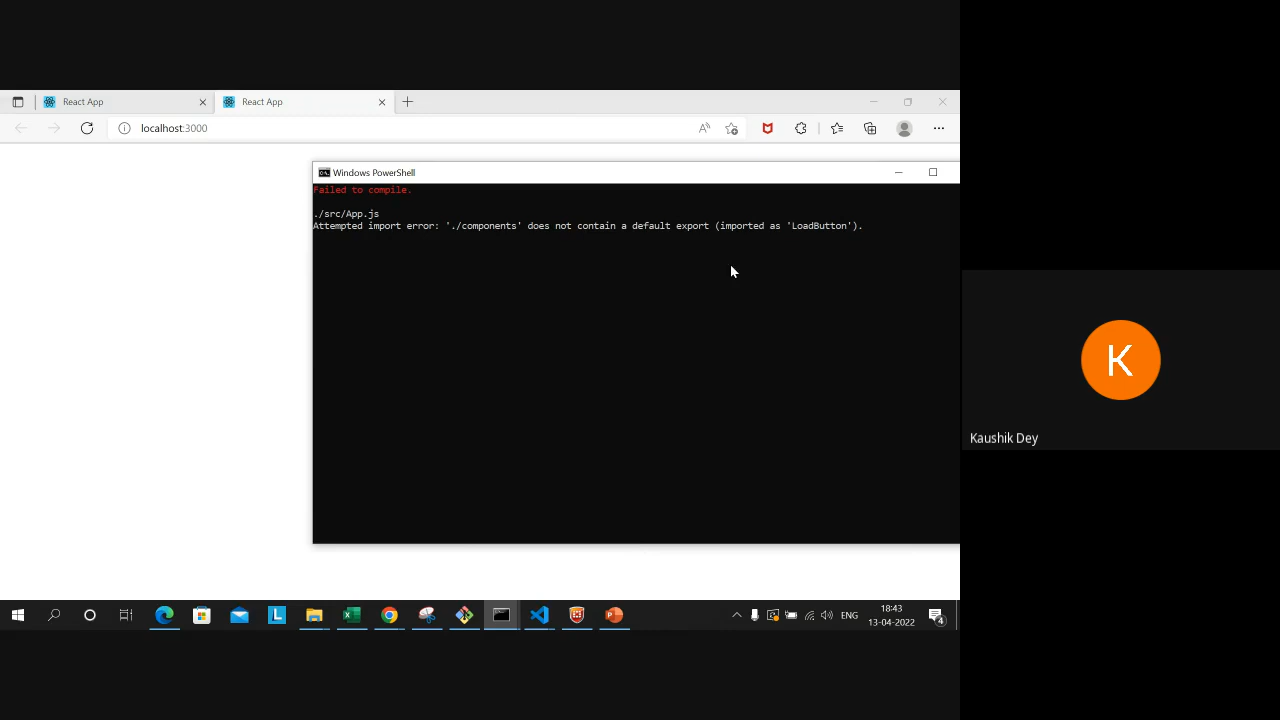 React App
React App
localhost:3000
Windows PowerShell
Failed to compile.
./src/App.js
Attempted import error: './components' does not contain a default export (imported as 'LoadButton').
K
Kaushik Dey
L
ENG
18:43
13-04-2022
4